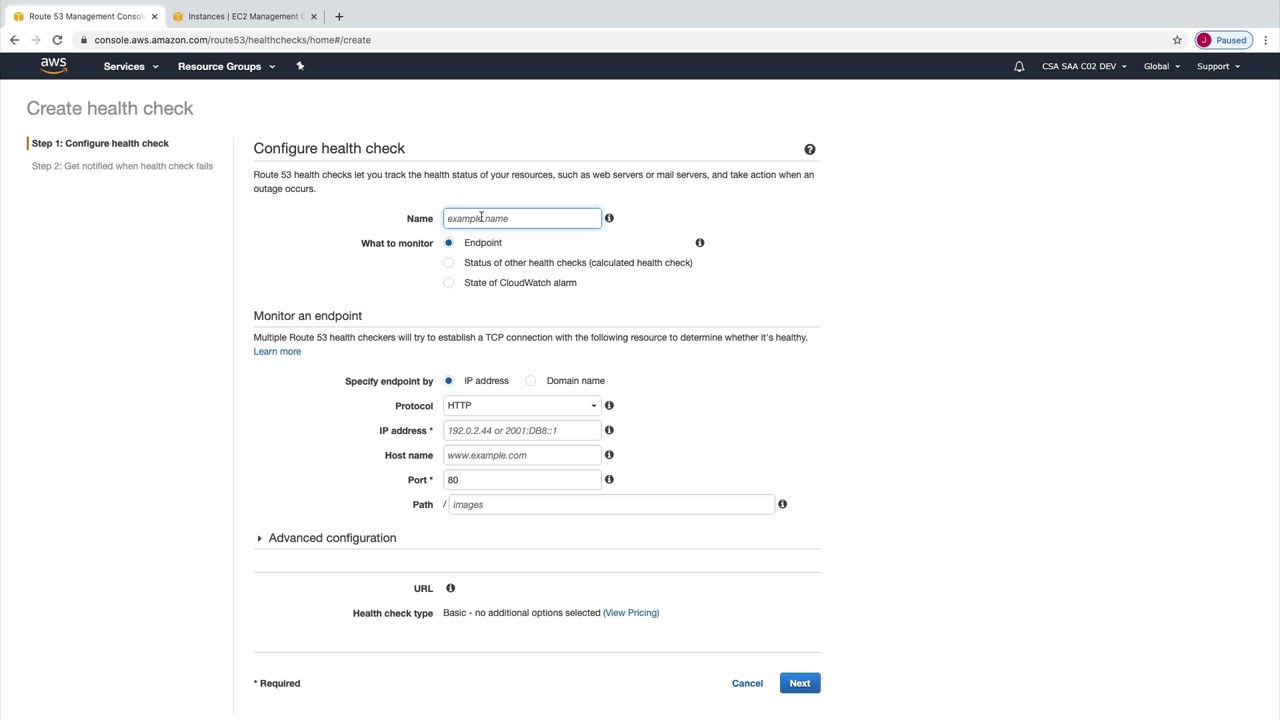 Route 53 Management Consol
Instances | EC2 Management C
console.aws.amazon.com/route53/healthchecks/home#/create
J Paused
aws Services Resource Groups CSA SAA C02 DEV Global Support
Create health check
Step 1: Configure health check
Step 2: Get notified when health check fails
Configure health check
Route 53 health checks let you track the health status of your resources, such as web servers or mail servers, and take action when an
outage occurs.
Name example name
What to monitor Endpoint
Status of other health checks (calculated health check)
State of CloudWatch alarm
Monitor an endpoint
Multiple Route 53 health checkers will try to establish a TCP connection with the following resource to determine whether it's healthy.
Learn more
Specify endpoint by IP address Domain name
Protocol HTTP
IP address * 192.0.2.44 or 2001:DB8::1
Host name www.example.com
Port * 80
Path / images
Advanced configuration
URL
Health check type Basic - no additional options selected (View Pricing)
* Required Cancel Next